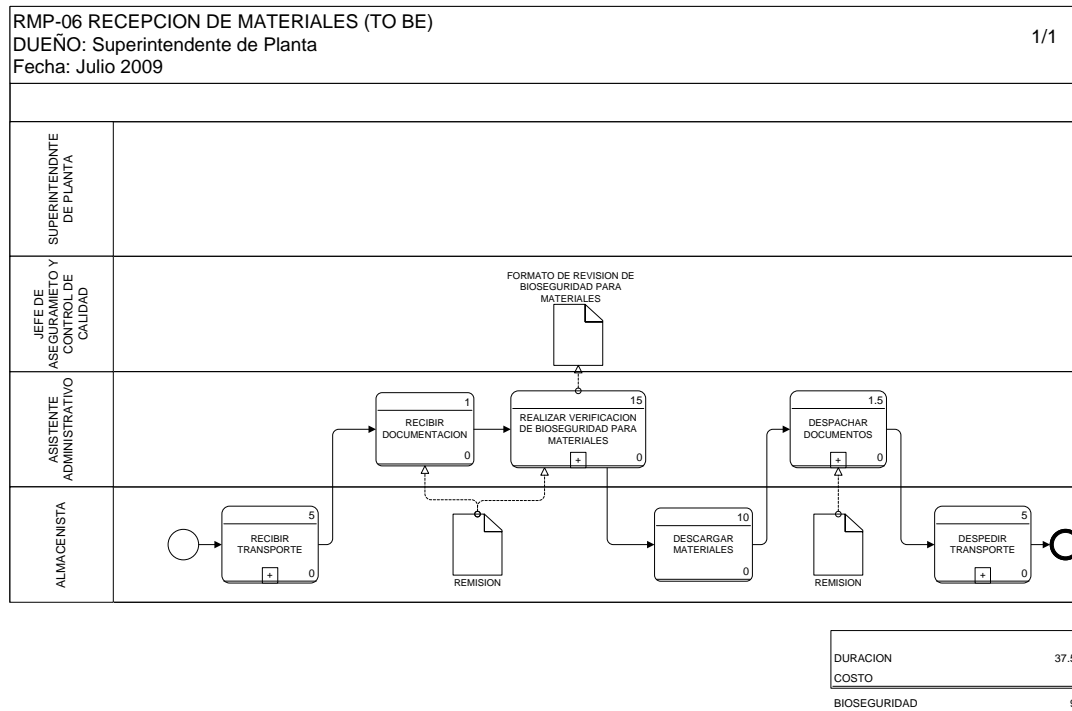 RMP-06 RECEPCION DE MATERIALES (TO BE)
DUEÑO: Superintendente de Planta
Fecha: Julio 2009
1/1
SUPERINTENDNTE
DE PLANTA
JEFE DE
ASEGURAMIETO Y
CONTROL DE
CALIDAD
FORMATO DE REVISION DE
BIOSEGURIDAD PARA
MATERIALES
ASISTENTE
ADMINISTRATIVO
1
RECIBIR
DOCUMENTACION
0
15
REALIZAR VERIFICACION
DE BIOSEGURIDAD PARA
MATERIALES
+
0
1.5
DESPACHAR
DOCUMENTOS
+
0
ALMACENISTA
5
RECIBIR
TRANSPORTE
+
0
REMISION
10
DESCARGAR
MATERIALES
0
REMISION
5
DESPEDIR
TRANSPORTE
+
0
DURACION 37.5
COSTO
BIOSEGURIDAD